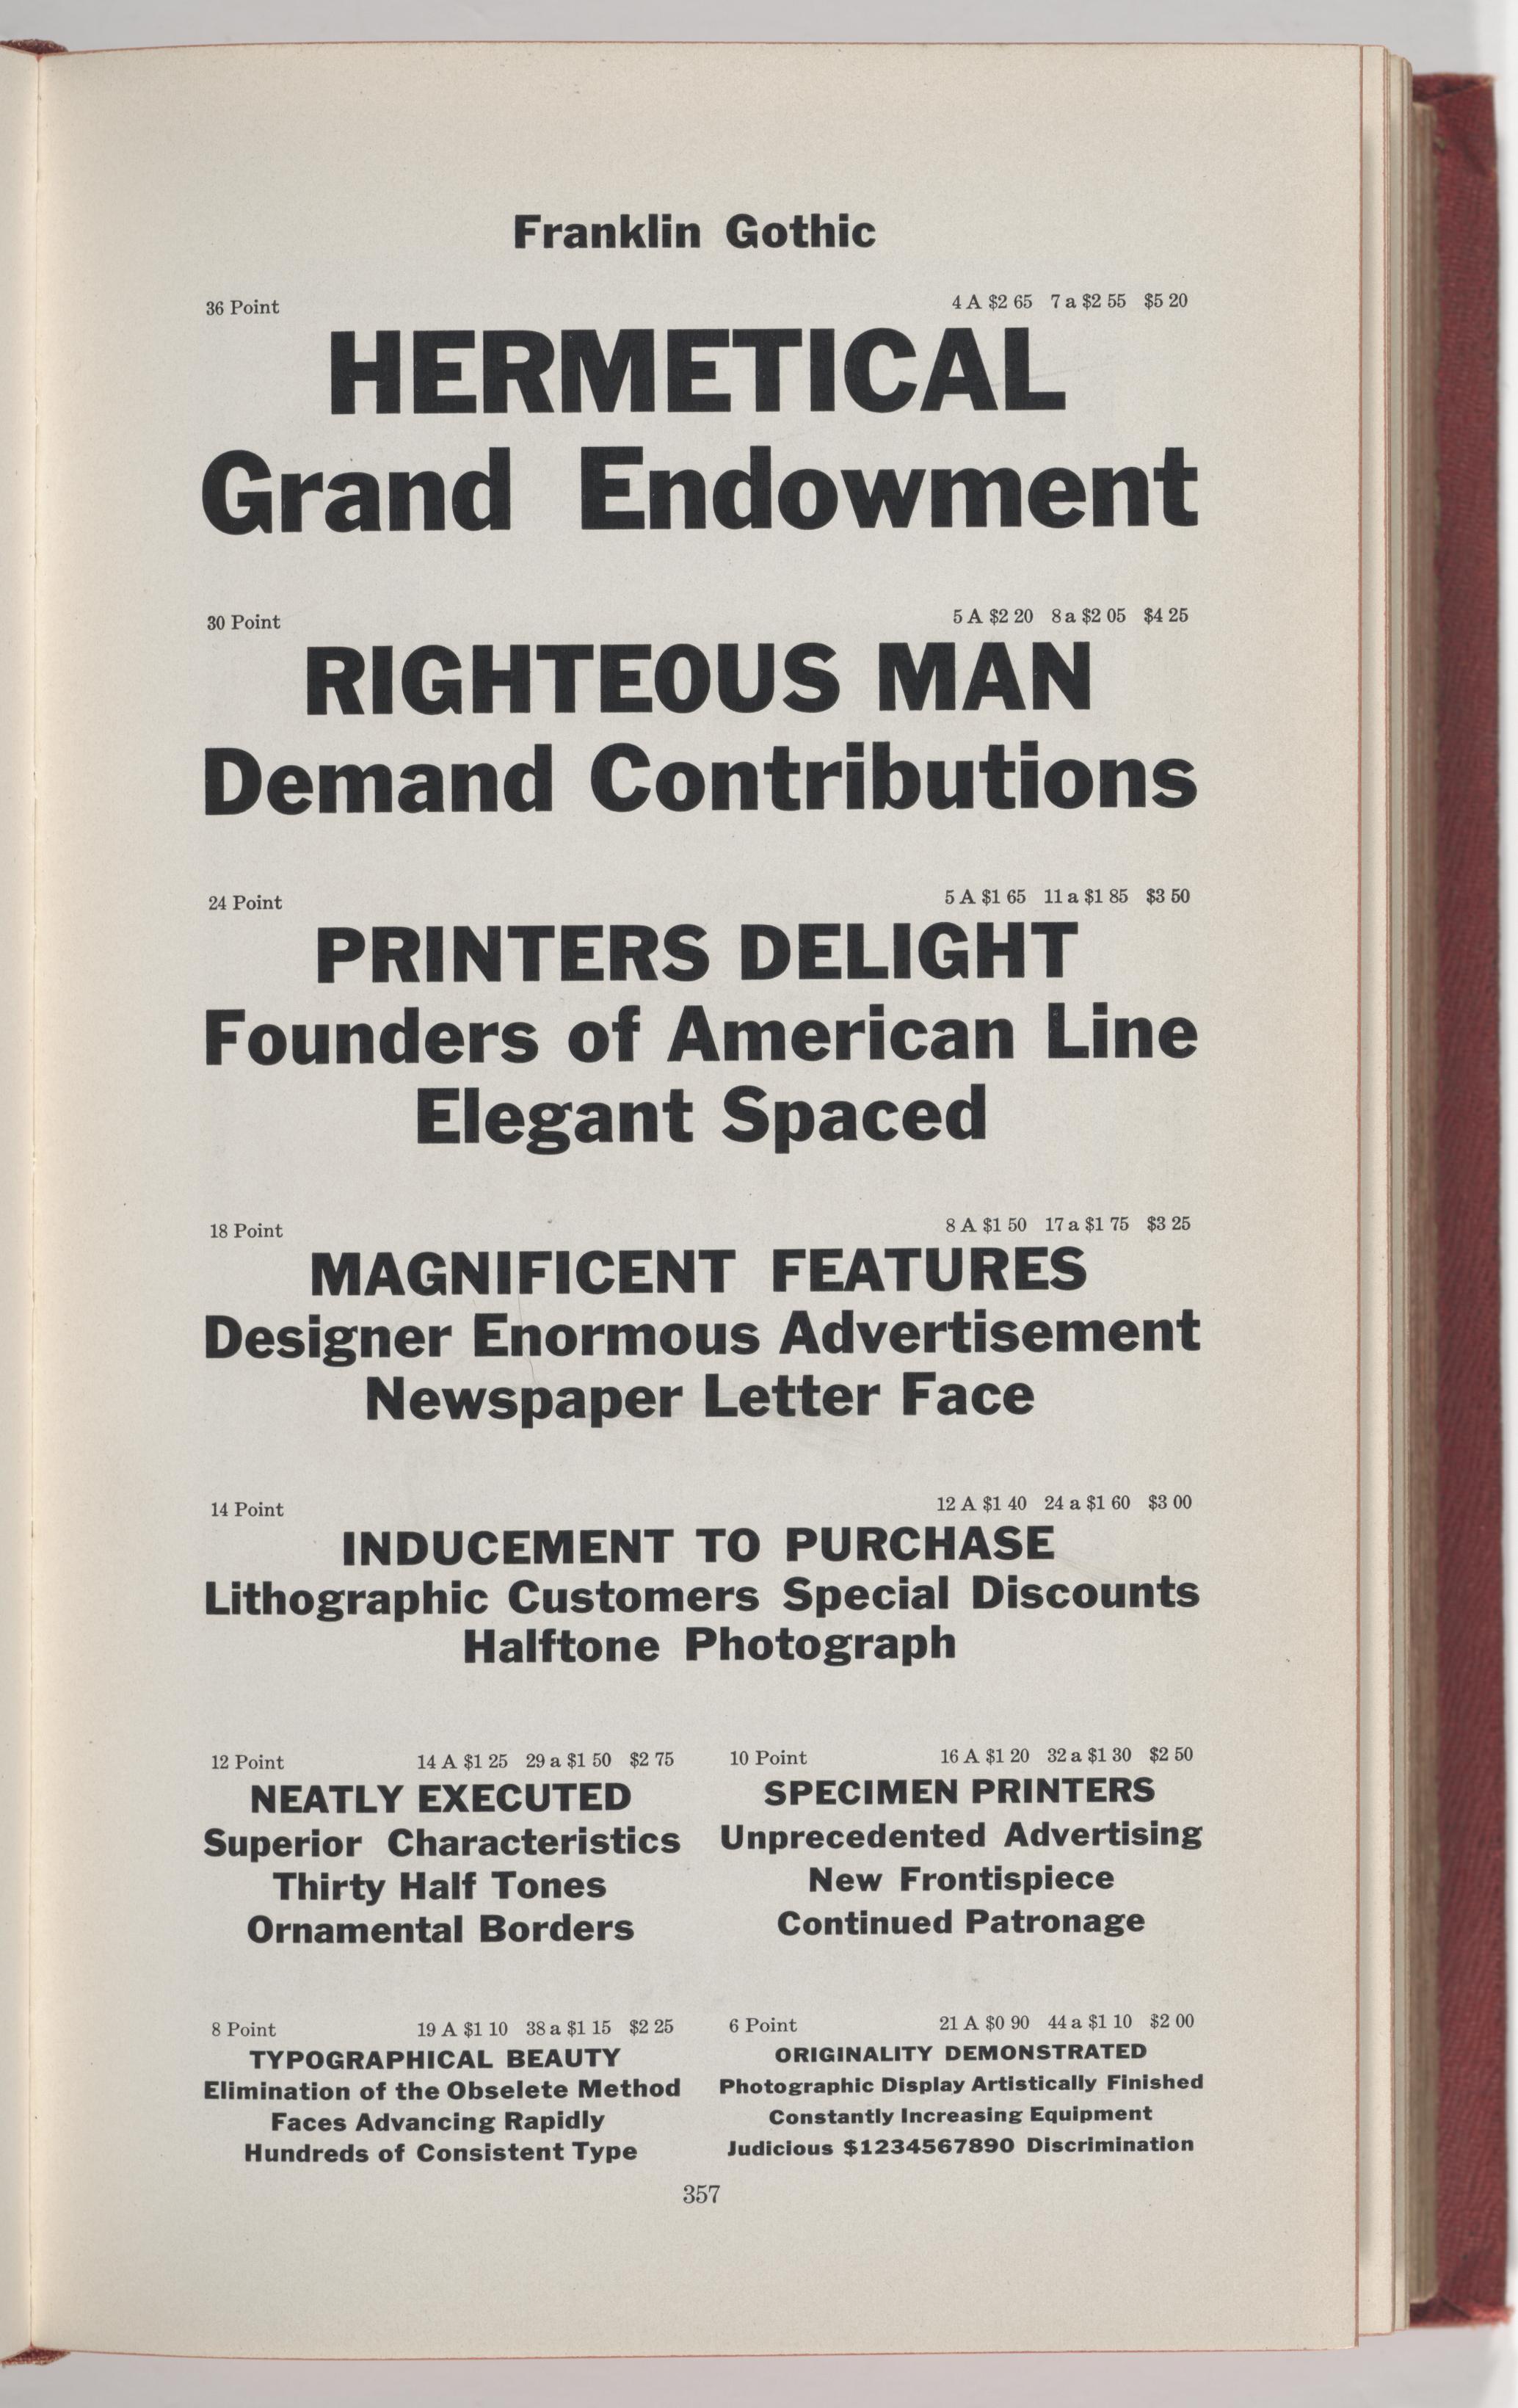 Franklin Gothic
36 Point 4 A $2 65 7 a $2 55 $5 20
HERMETICAL
Grand Endowment
30 Point 5 A $2 20 8 a $2 05 $4 25
RIGHTEOUS MAN
Demand Contributions
24 Point 5 A $1 65 11 a $1 85 $3 50
PRINTERS DELIGHT
Founders of American Line
Elegant Spaced
18 Point 8 A $1 50 17 a $1 75 $3 25
MAGNIFICENT FEATURES
Designer Enormous Advertisement
Newspaper Letter Face
14 Point 12 A $1 40 24 a $1 60 $3 00
INDUCEMENT TO PURCHASE
Lithographic Customers Special Discounts
Halftone Photograph
12 Point 14 A $1 25 29 a $1 50 $2 75
NEATLY EXECUTED
Superior Characteristics
Thirty Half Tones
Ornamental Borders
10 Point 16 A $1 20 32 a $1 30 $2 50
SPECIMEN PRINTERS
Unprecedented Advertising
New Frontispiece
Continued Patronage
8 Point 19 A $1 10 38 a $1 15 $2 25
TYPOGRAPHICAL BEAUTY
Elimination of the Obselete Method
Faces Advancing Rapidly
Hundreds of Consistent Type
6 Point 21 A $0 90 44 a $1 10 $2 00
ORIGINALITY DEMONSTRATED
Photographic Display Artistically Finished
Constantly Increasing Equipment
Judicious $1234567890 Discrimination
357